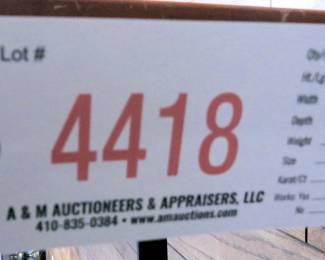 Lot #
4418
A & M AUCTIONEERS & APPRAISERS, LLC
410-835-0384 • www.amauctions.com
Qty
Ht./Lg
Width
Depth
Weight
Size
Karat/Ct
Works: Yes
No